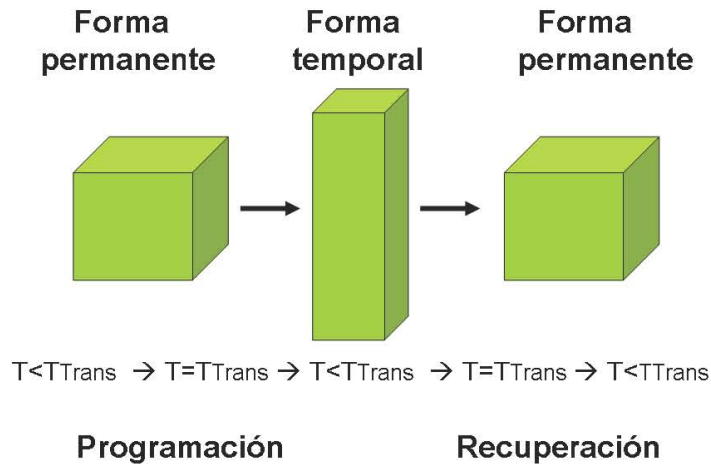 Forma permanente
Forma temporal
Forma permanente
T<TTrans → T=TTrans → T<TTrans → T=TTrans → T<TTrans
Programación
Recuperación